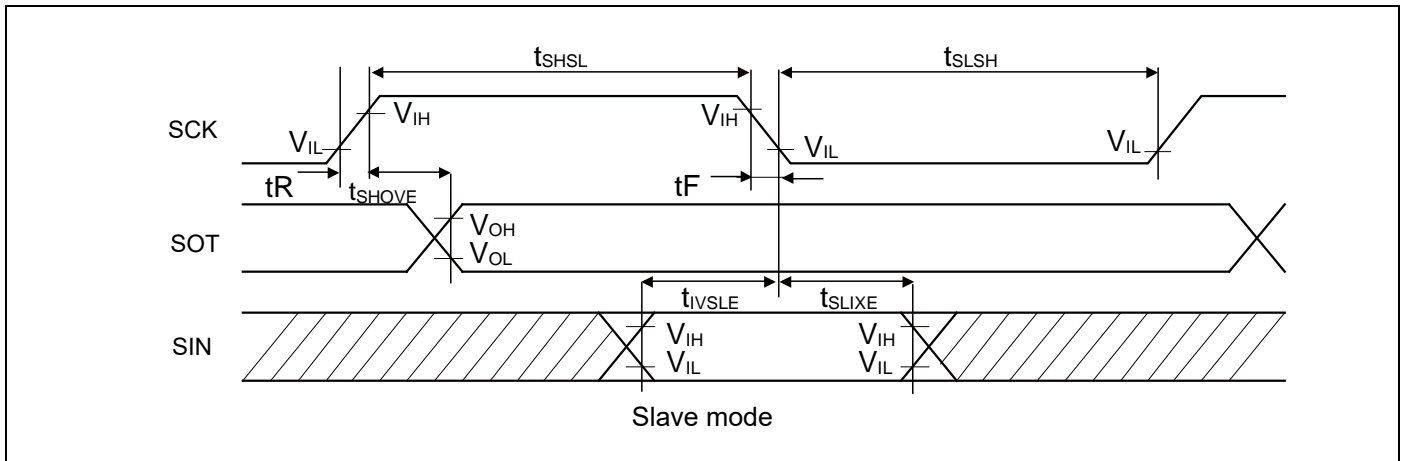 tSHSL tSLSH
SCK VIH VIH
VIL VIL VIL
tR tSHOVE tF
SOT VOH
VOL
tIVSLE tSLIXE
SIN VIH VIH
VIL VIL
Slave mode